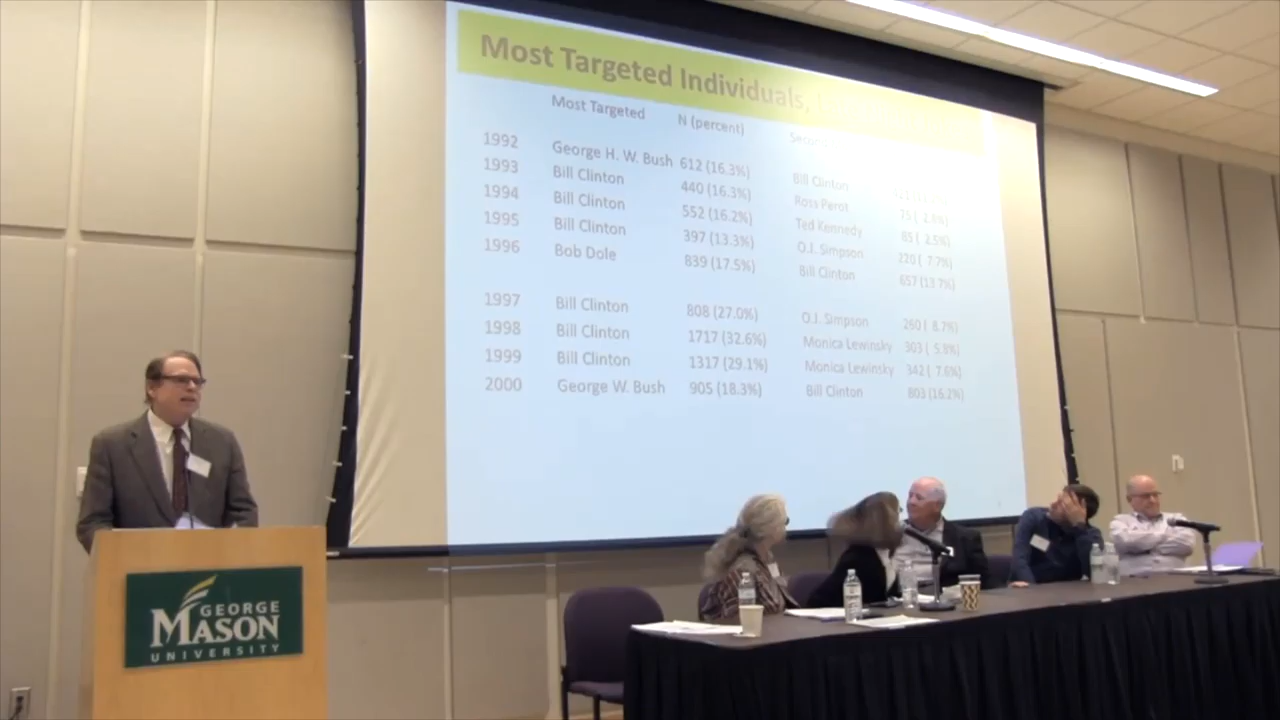 Most Targeted Individuals,
Most Targeted N (percent)
1992 George H. W. Bush 612 (16.3%) Bill Clinton
1993 Bill Clinton 440 (16.3%) Ross Perot 75 ( 2.8%)
1994 Bill Clinton 552 (16.2%) Ted Kennedy 85 ( 2.5%)
1995 Bill Clinton 397 (13.3%) O.J. Simpson 220 ( 7.7%)
1996 Bob Dole 839 (17.5%) Bill Clinton 657 (13.7%)
1997 Bill Clinton 808 (27.0%) O.J. Simpson 260 ( 8.7%)
1998 Bill Clinton 1717 (32.6%) Monica Lewinsky 303 ( 5.8%)
1999 Bill Clinton 1317 (29.1%) Monica Lewinsky 342 ( 7.6%)
2000 George W. Bush 905 (18.3%) Bill Clinton 803 (16.2%)
GEORGE
MASON
UNIVERSITY